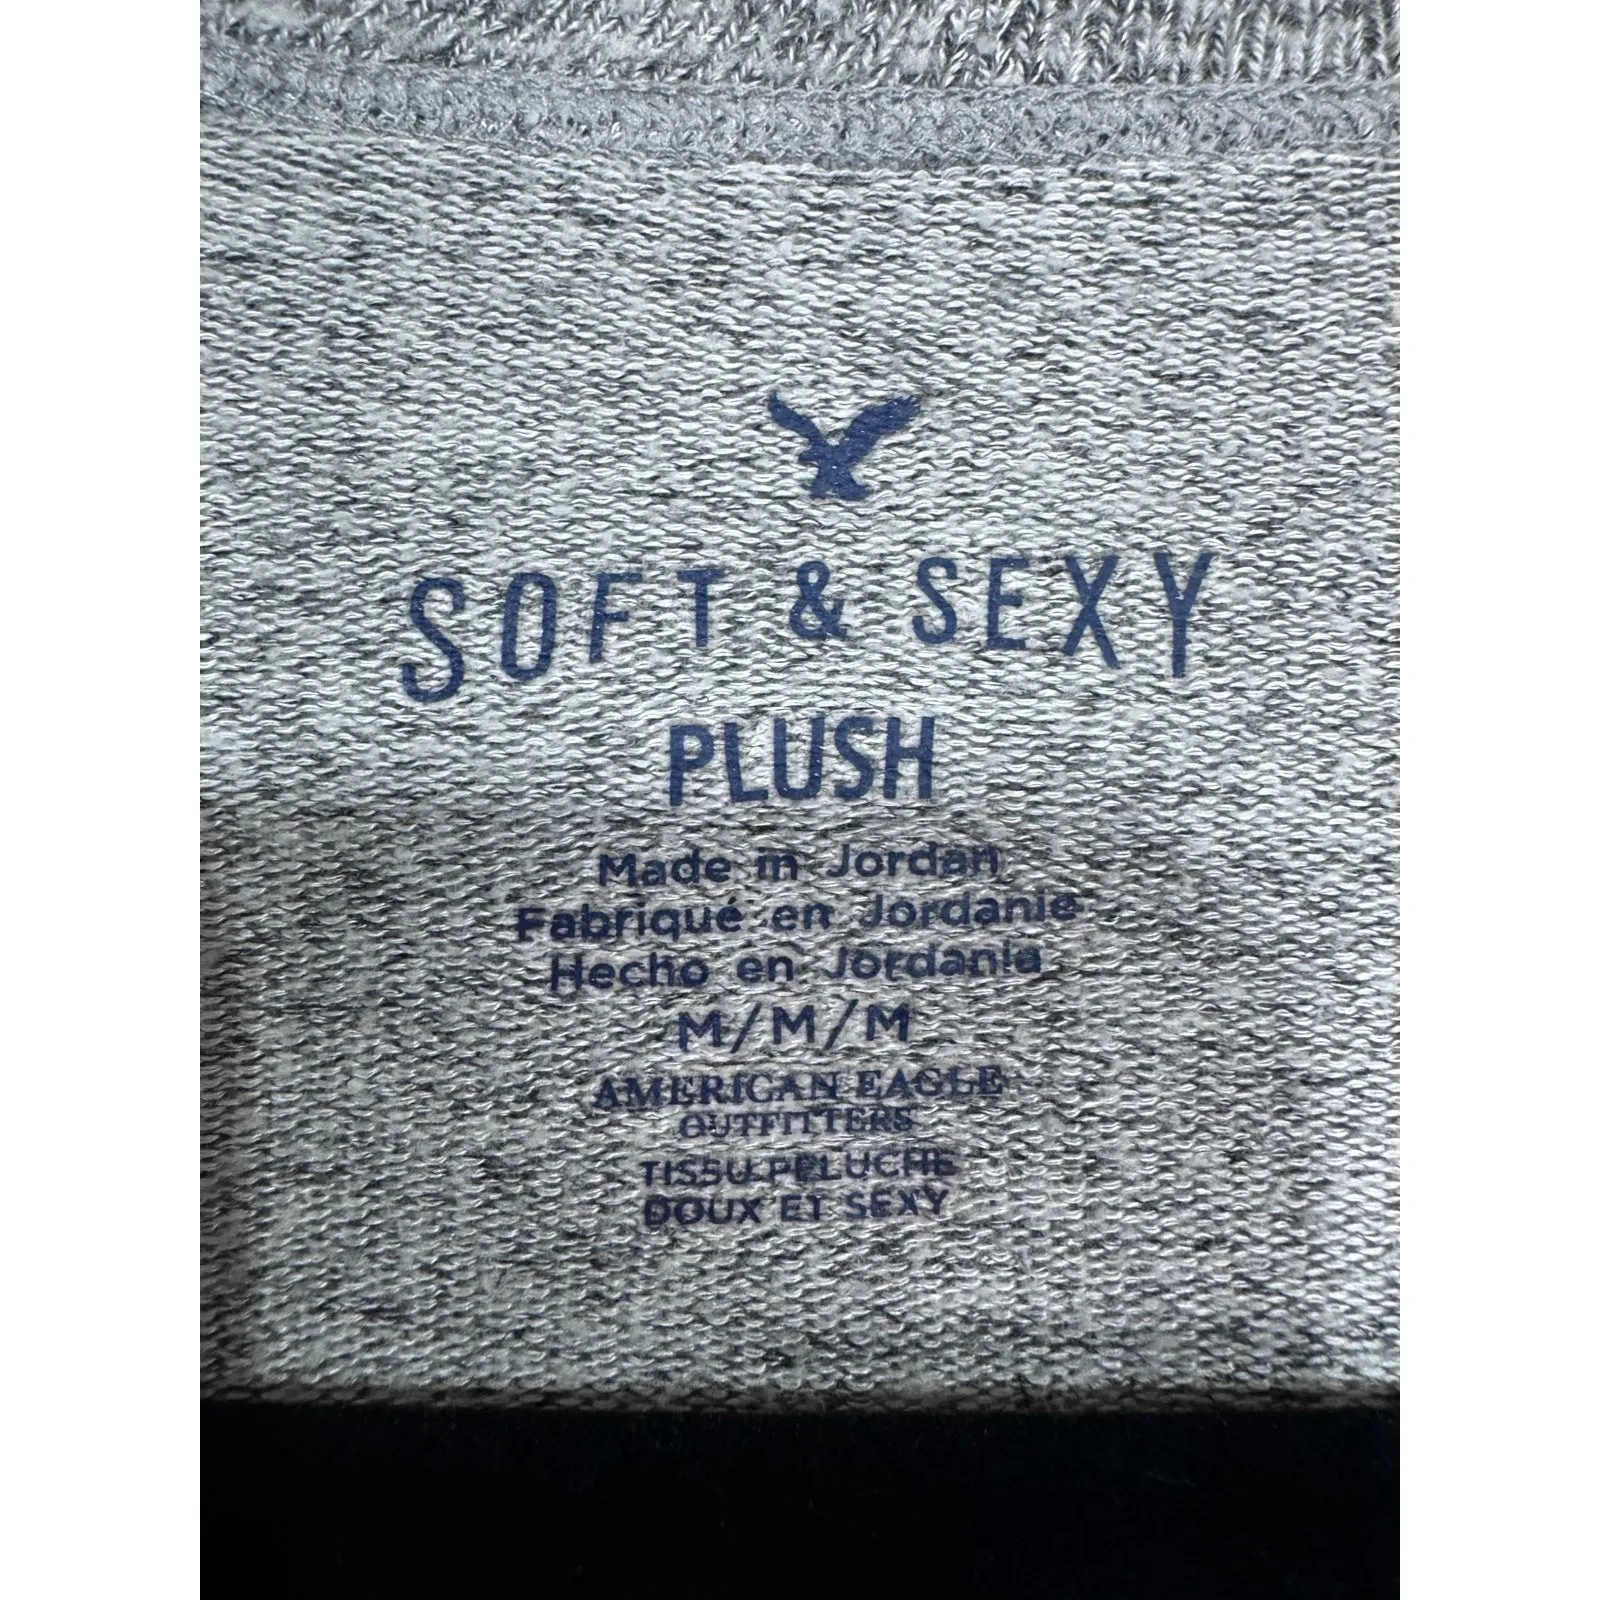 SOFT & SEXY
PLUSH
Made in Jordan
Fabriqué en Jordanie
Hecho en Jordania
M/M/M
AMERICAN EAGLE
OUTFITTERS
TISSU PELUCHE
DOUX ET SEXY